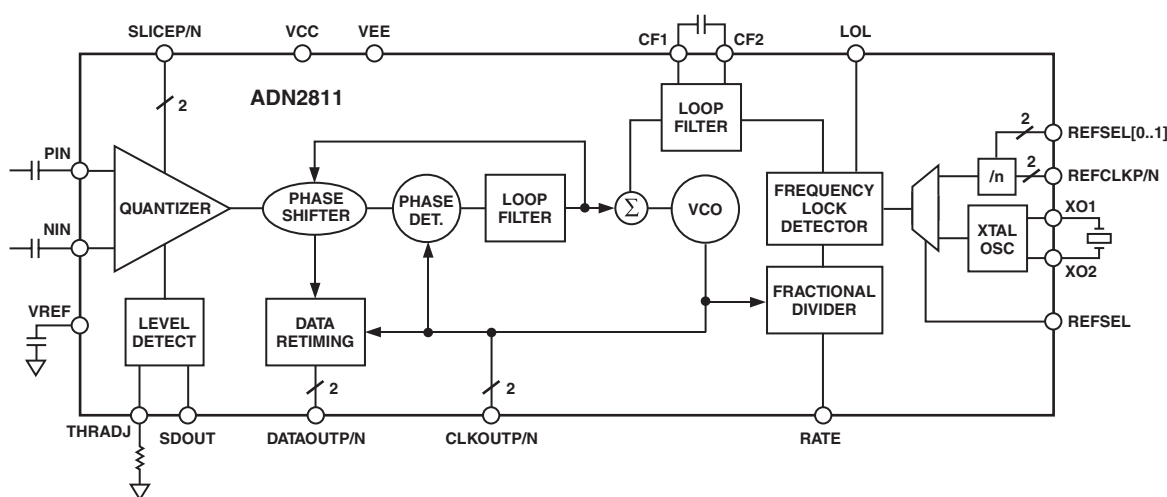 SLICEP/N
VCC
VEE
CF1
CF2
LOL
ADN2811
2
LOOP
FILTER
2
REFSEL[0..1]
PIN
/n
2
REFCLKP/N
QUANTIZER
PHASE
SHIFTER
PHASE
DET.
LOOP
FILTER
Σ
VCO
FREQUENCY
LOCK
DETECTOR
XTAL
OSC
XO1
XO2
NIN
VREF
LEVEL
DETECT
DATA
RETIMING
FRACTIONAL
DIVIDER
REFSEL
2
2
THRADJ
SDOUT
DATAOUTP/N
CLKOUTP/N
RATE